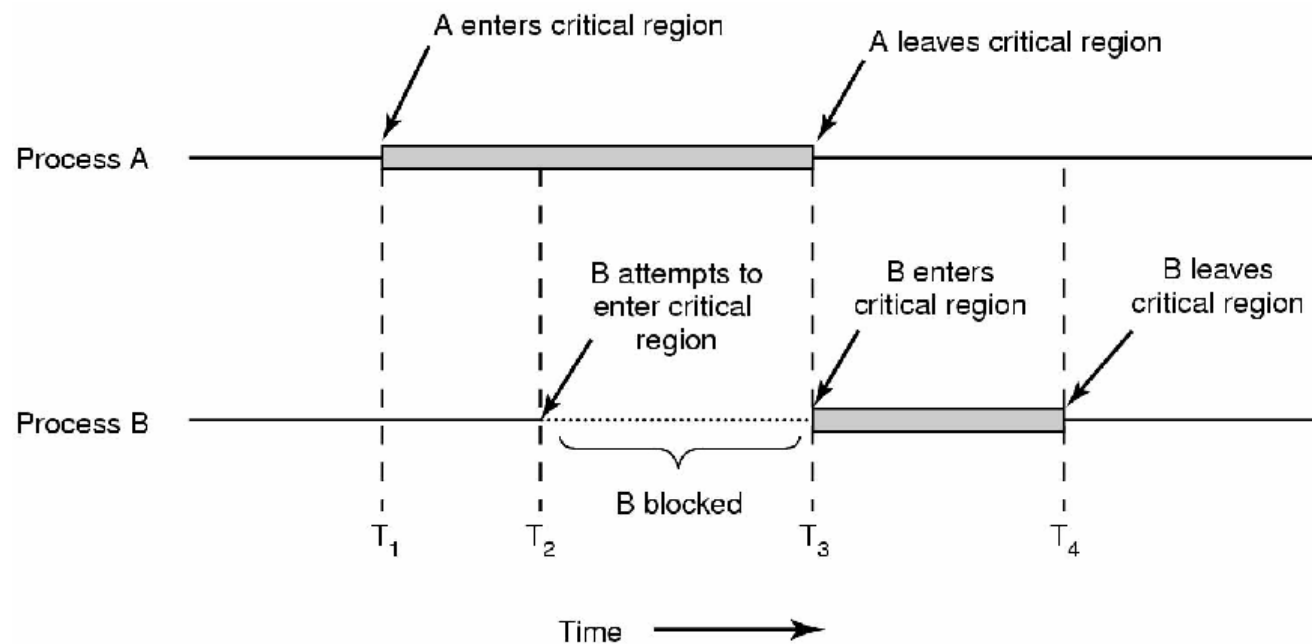 A enters critical region
A leaves critical region
Process A
B attempts to
enter critical
region
B enters
critical region
B leaves
critical region
Process B
B blocked
T1
T2
T3
T4
Time